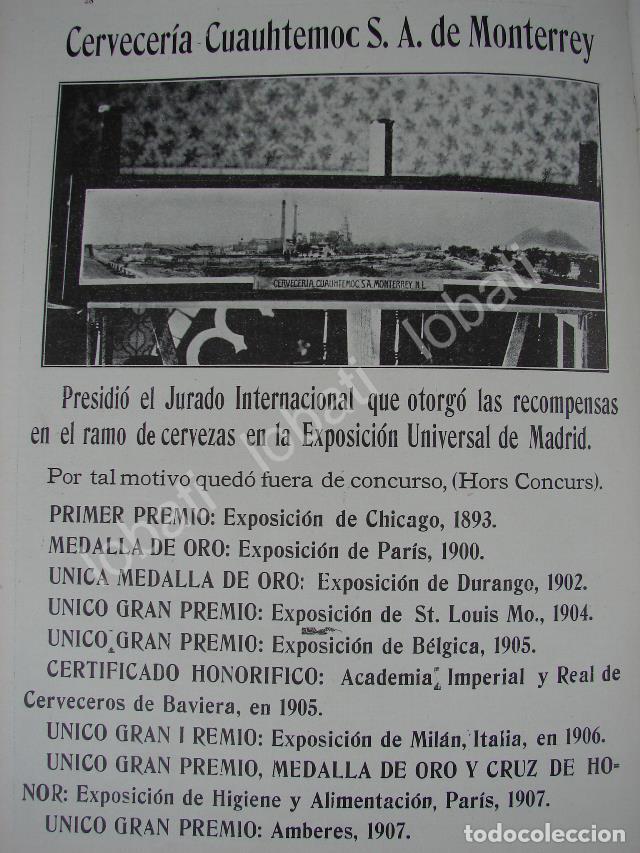 28
Cervecería Cuauhtemoc S. A. de Monterrey
CERVECERIA CUAUHTEMOC S.A. MONTERREY, N.L.
Presidió el Jurado Internacional que otorgó las recompensas
en el ramo de cervezas en la Exposición Universal de Madrid.
Por tal motivo quedó fuera de concurso, (Hors Concurs).
PRIMER PREMIO: Exposición de Chicago, 1893.
MEDALLA DE ORO: Exposición de París, 1900.
UNICA MEDALLA DE ORO: Exposición de Durango, 1902.
UNICO GRAN PREMIO: Exposición de St. Louis Mo., 1904.
UNICO GRAN PREMIO: Exposición de Bélgica, 1905.
CERTIFICADO HONORIFICO: Academia Imperial y Real de
Cerveceros de Baviera, en 1905.
UNICO GRAN I REMIO: Exposición de Milán, Italia, en 1906.
UNICO GRAN PREMIO, MEDALLA DE ORO Y CRUZ DE HO-
NOR: Exposición de Higiene y Alimentación, París, 1907.
UNICO GRAN PREMIO: Amberes, 1907.
lobati lobati lobati lobati
todocoleccion